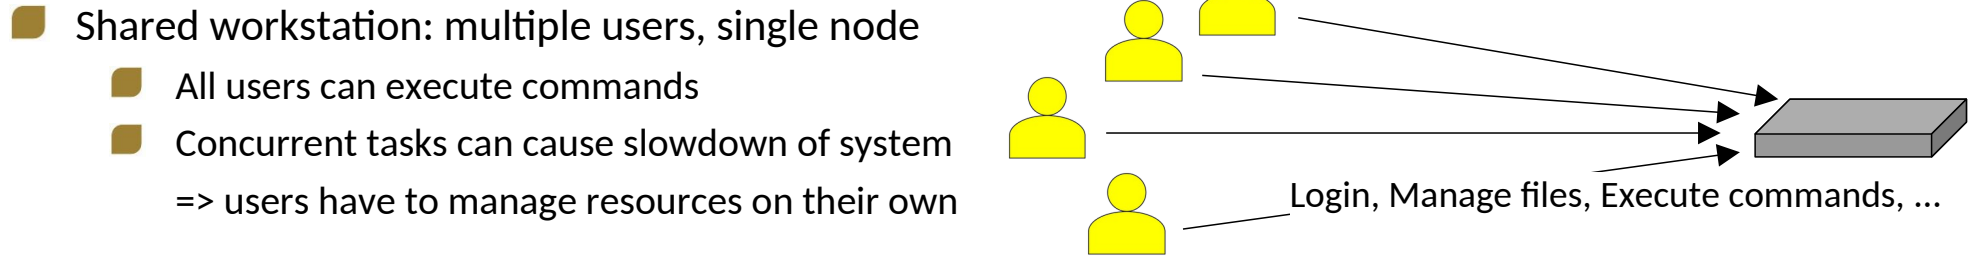 Shared workstation: multiple users, single node
All users can execute commands
Concurrent tasks can cause slowdown of system
=> users have to manage resources on their own
Login, Manage files, Execute commands, ...